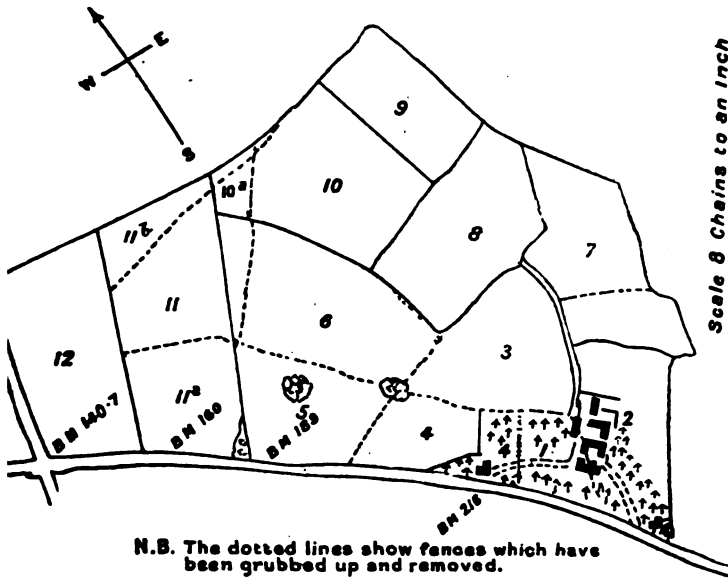 E
W
S
Scale 8 Chains to an Inch
9
10
10a
8
7
11b
11
6
3
12
11a
5
4
1
2
BM 140·7
BM 160
BM 189
BM 216
N.B. The dotted lines show fences which have
been grubbed up and removed.